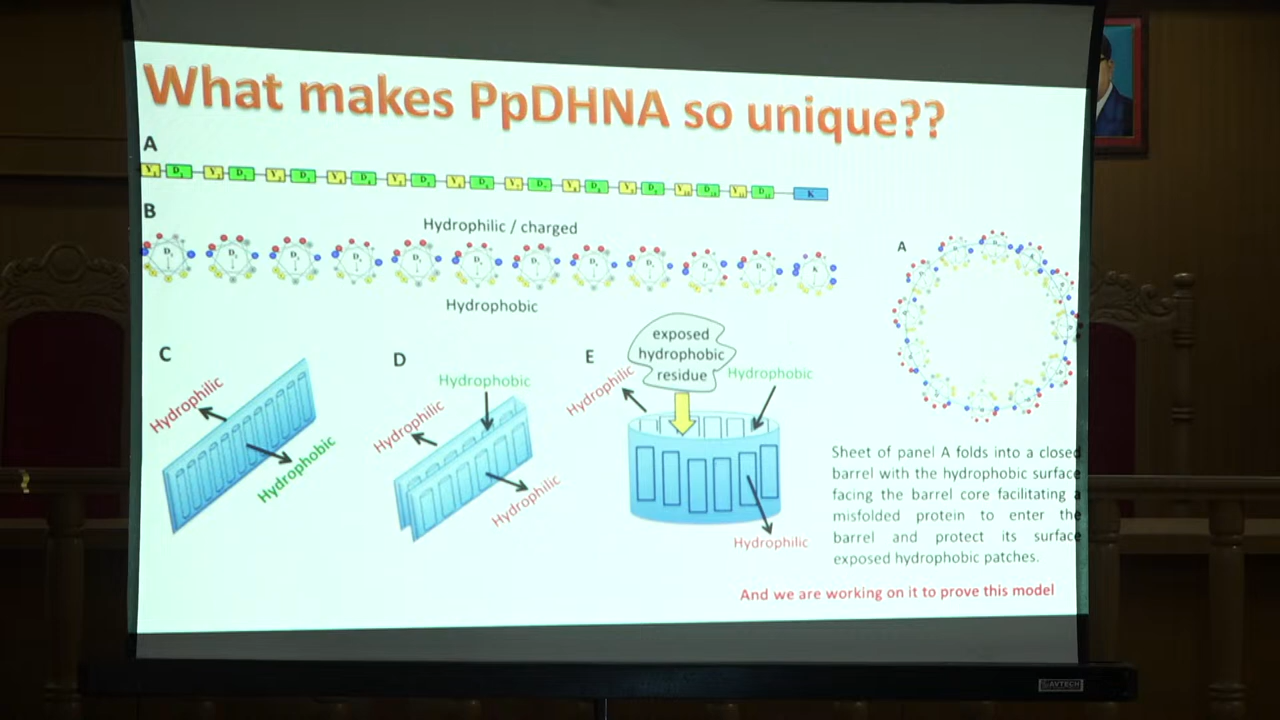 What makes PpDHNA so unique??
A
K
B
Hydrophilic / charged
Hydrophobic
A
C
Hydrophilic
Hydrophobic
D
Hydrophobic
Hydrophilic
Hydrophilic
E
exposed
hydrophobic
residue
Hydrophilic
Hydrophobic
Hydrophilic
Sheet of panel A folds into a closed
barrel with the hydrophobic surface
facing the barrel core facilitating a
misfolded protein to enter the
barrel and protect its surface
exposed hydrophobic patches.
And we are working on it to prove this model
AVTECH